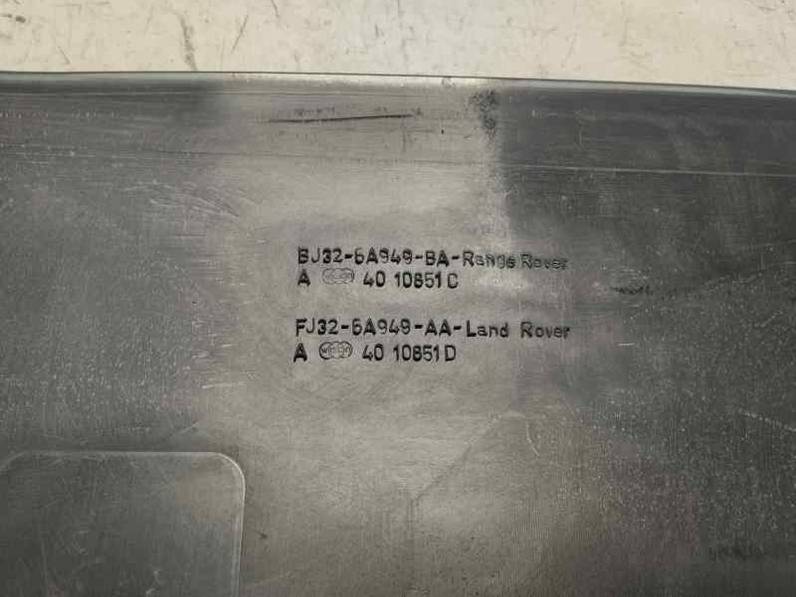 BJ32-6A949-BA-Range Rover
A 40 10851 C
FJ32-6A949-AA-Land Rover
A 40 10851 D